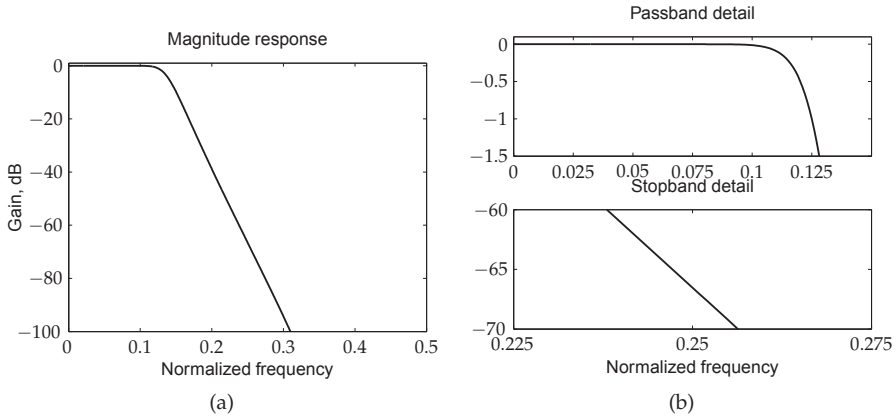 Magnitude response
0
−20
−40
−60
−80
−100
Gain, dB
0 0.1 0.2 0.3 0.4 0.5
Normalized frequency
(a)
Passband detail
0
−0.5
−1
−1.5
0 0.025 0.05 0.075 0.1 0.125
Stopband detail
−60
−65
−70
0.225 0.25 0.275
Normalized frequency
(b)